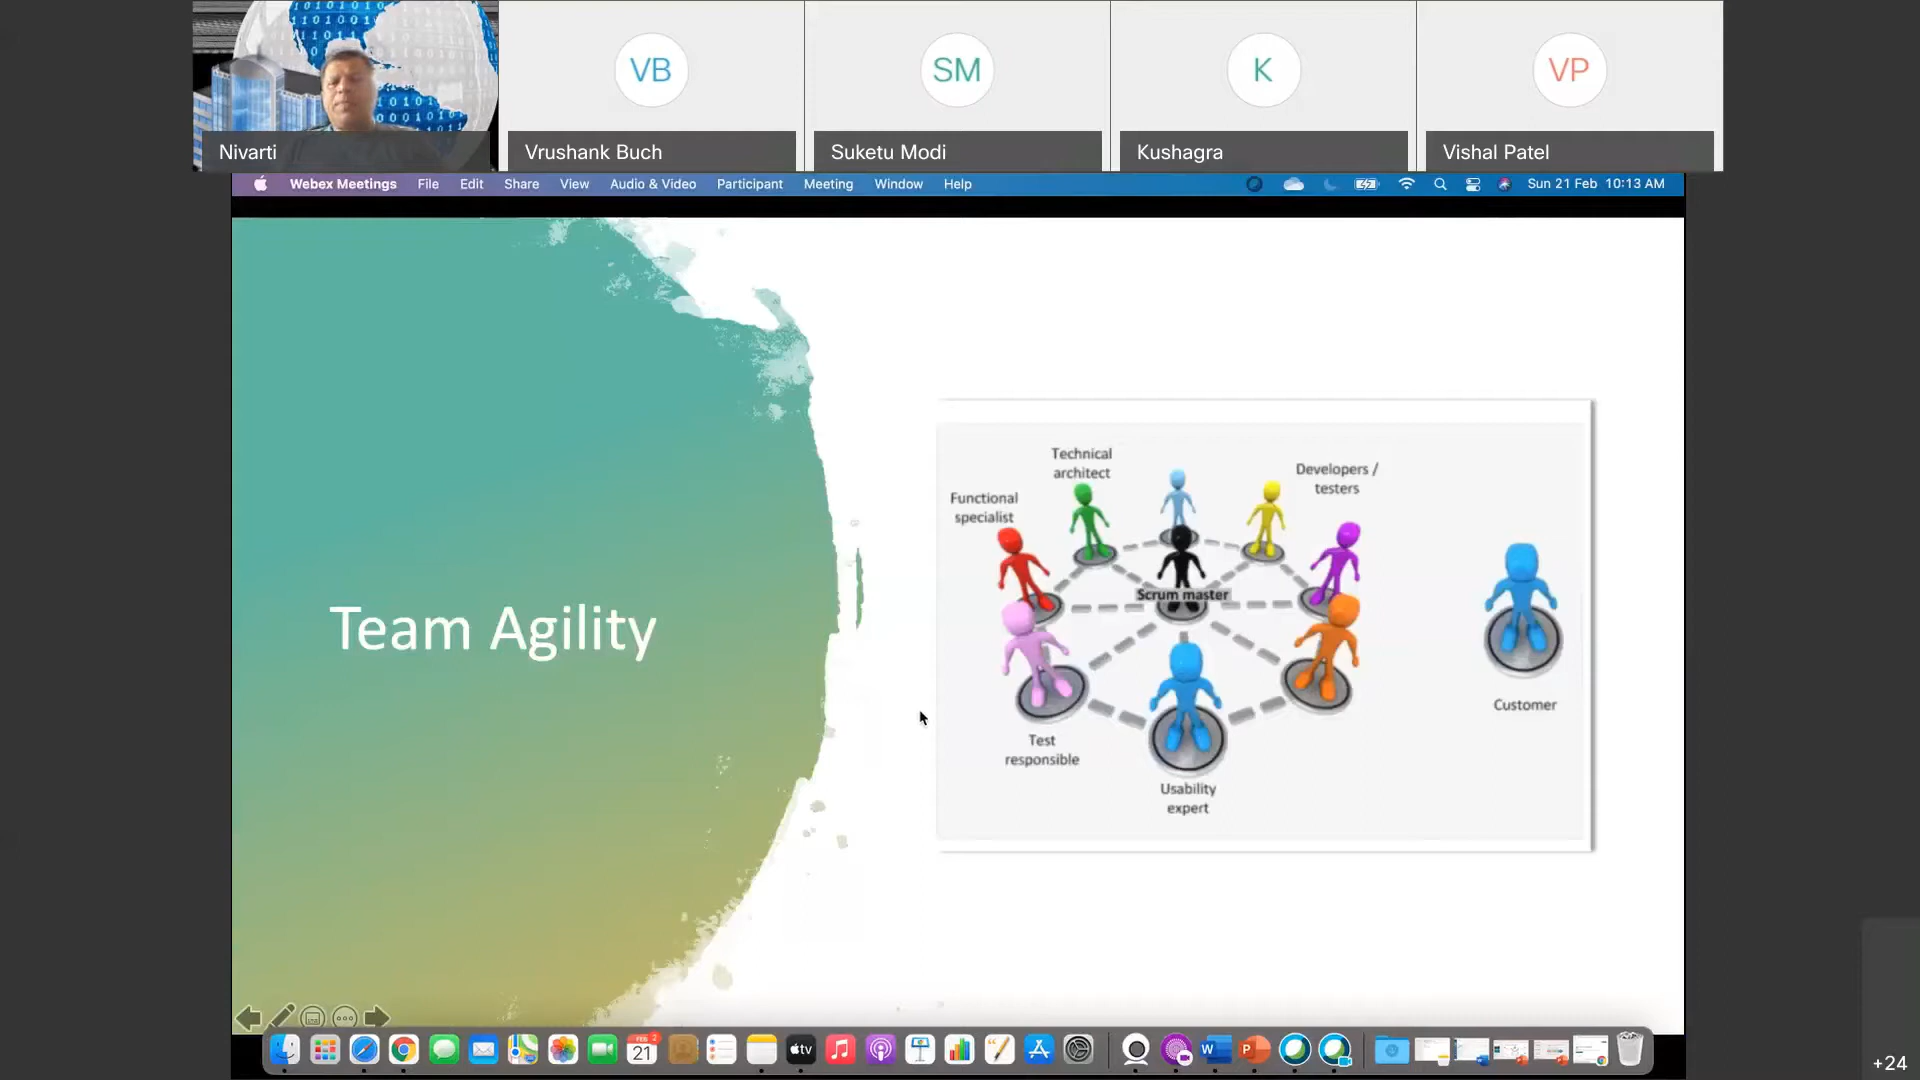 VB
SM
K
VP
Nivarti
Vrushank Buch
Suketu Modi
Kushagra
Vishal Patel
Webex Meetings File Edit Share View Audio & Video Participant Meeting Window Help Sun 21 Feb 10:13 AM
Technical
architect
Developers /
testers
Functional
specialist
Scrum master
Team Agility
Customer
Test
responsible
Usability
expert
21
tv
W
P
+24